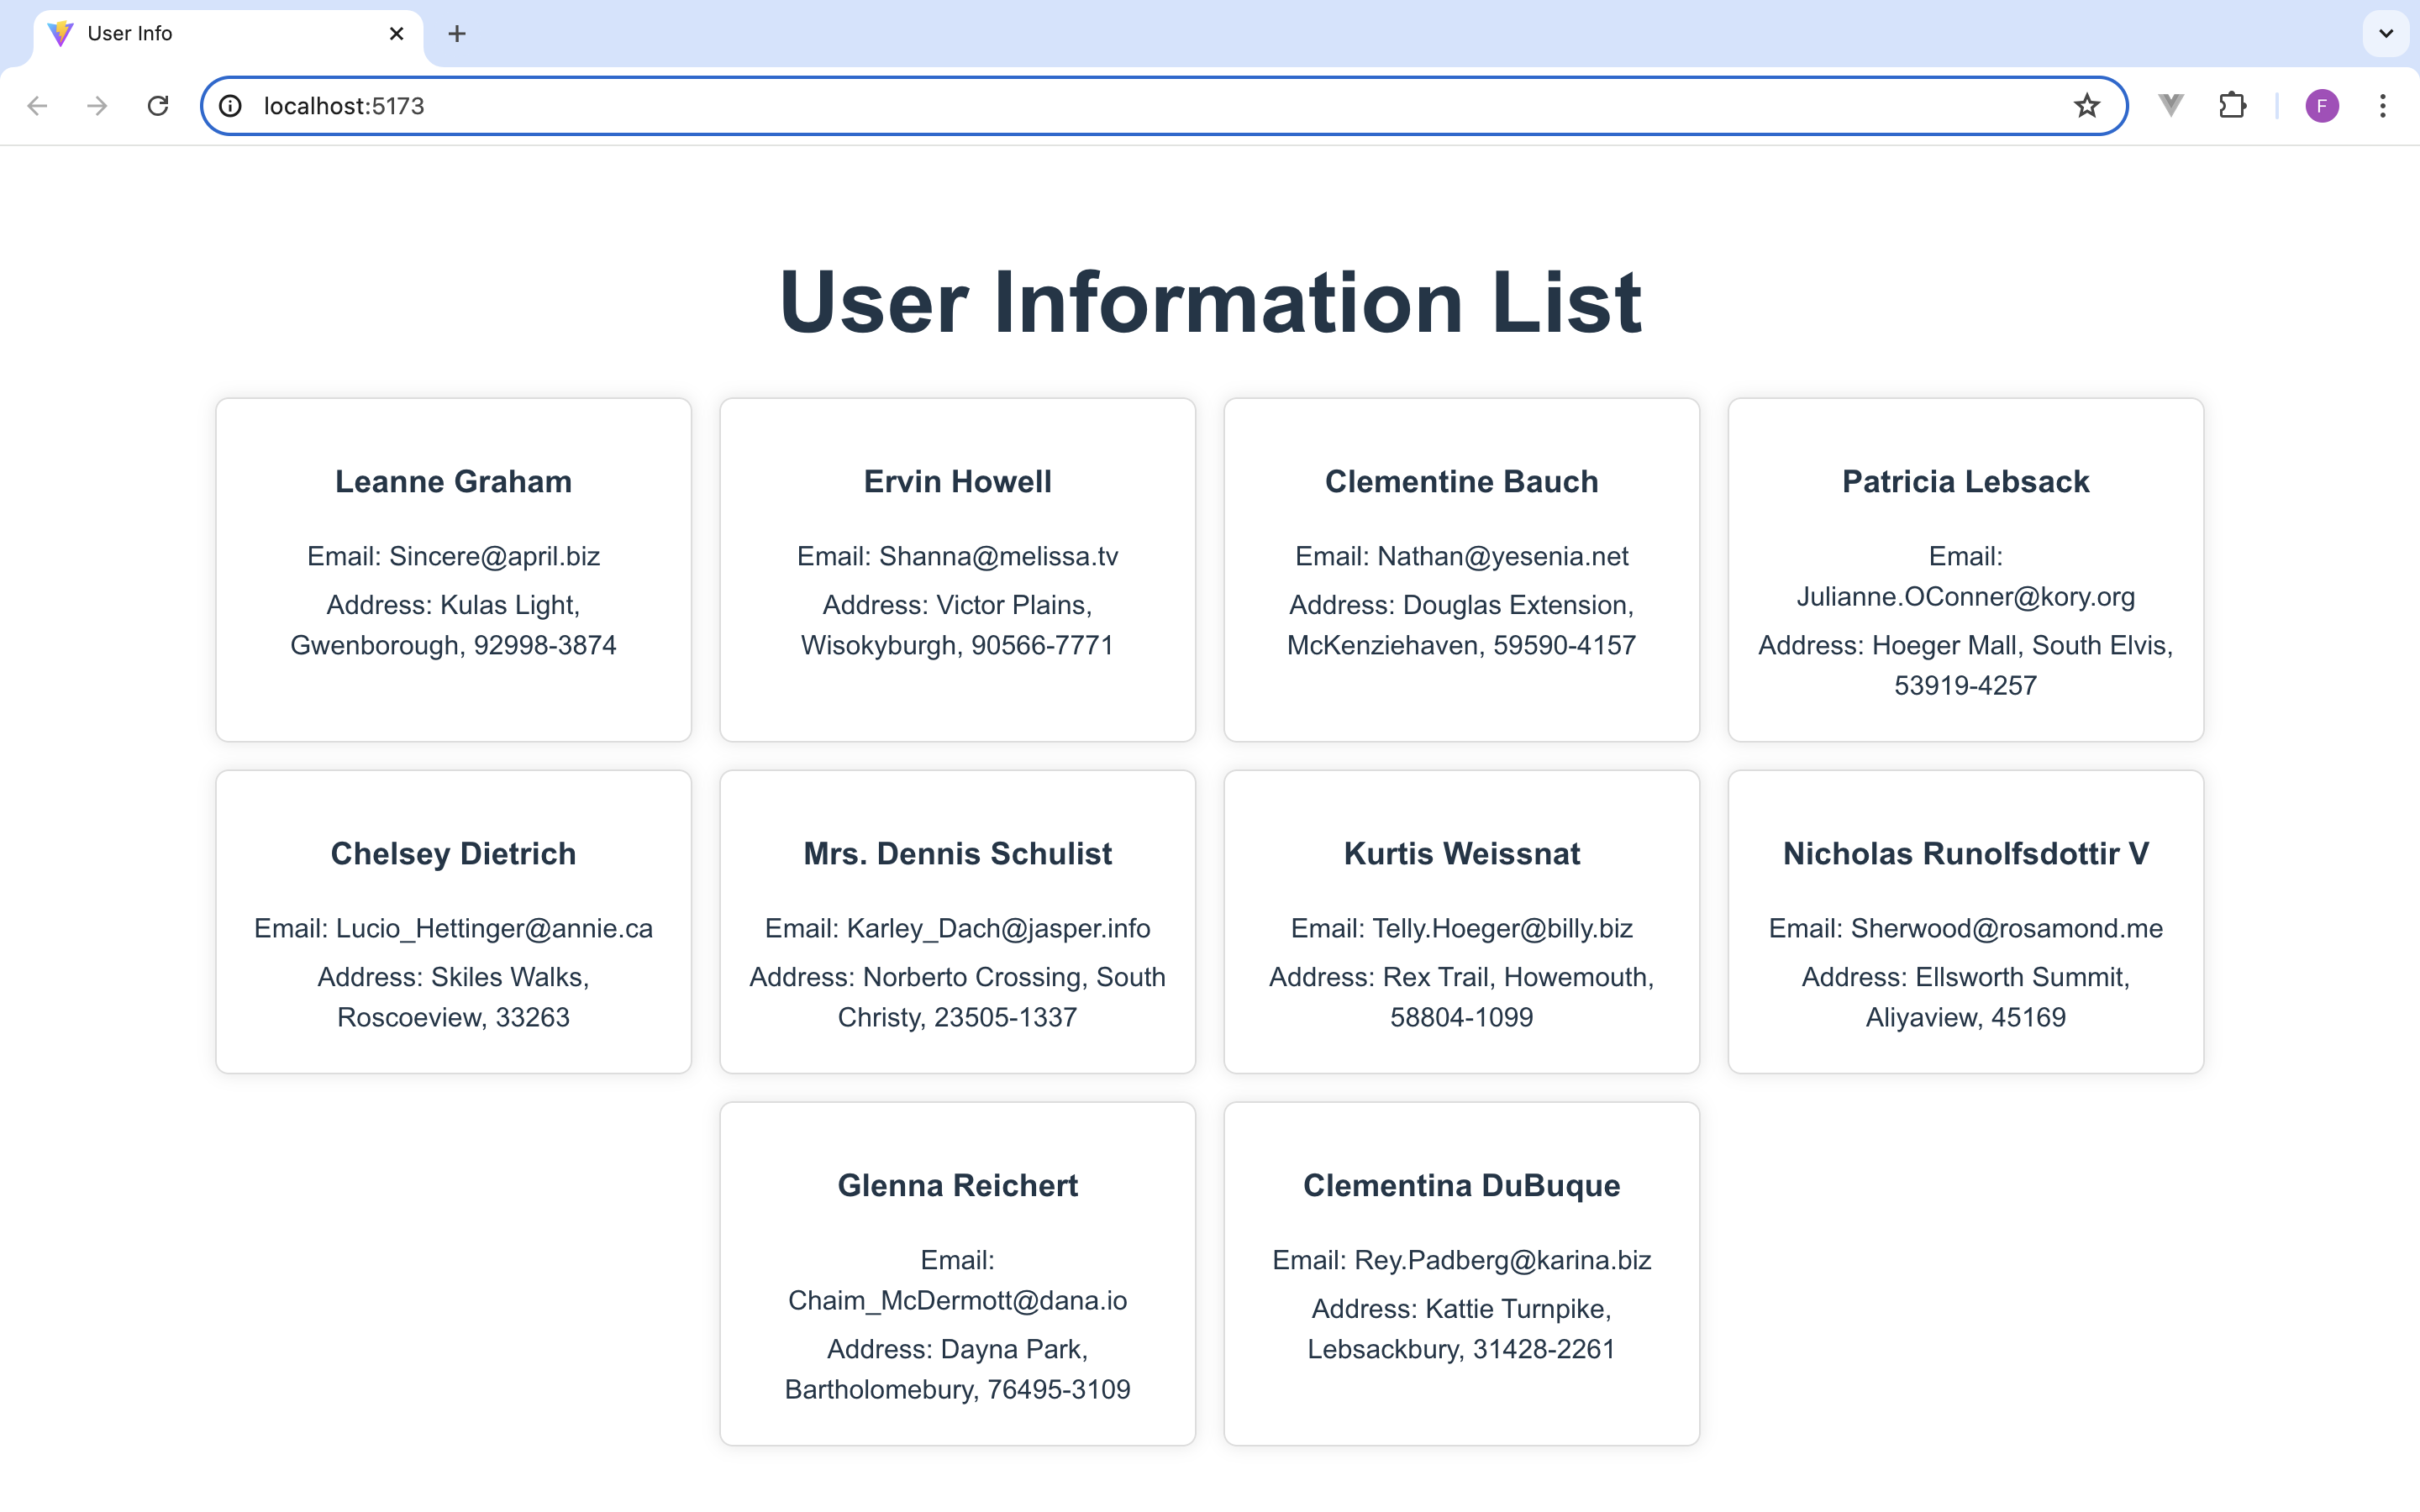 User Info
localhost:5173
F
User Information List
Leanne Graham
Email: Sincere@april.biz
Address: Kulas Light,
Gwenborough, 92998-3874
Ervin Howell
Email: Shanna@melissa.tv
Address: Victor Plains,
Wisokyburgh, 90566-7771
Clementine Bauch
Email: Nathan@yesenia.net
Address: Douglas Extension,
McKenziehaven, 59590-4157
Patricia Lebsack
Email:
Julianne.OConner@kory.org
Address: Hoeger Mall, South Elvis,
53919-4257
Chelsey Dietrich
Email: Lucio_Hettinger@annie.ca
Address: Skiles Walks,
Roscoeview, 33263
Mrs. Dennis Schulist
Email: Karley_Dach@jasper.info
Address: Norberto Crossing, South
Christy, 23505-1337
Kurtis Weissnat
Email: Telly.Hoeger@billy.biz
Address: Rex Trail, Howemouth,
58804-1099
Nicholas Runolfsdottir V
Email: Sherwood@rosamond.me
Address: Ellsworth Summit,
Aliyaview, 45169
Glenna Reichert
Email:
Chaim_McDermott@dana.io
Address: Dayna Park,
Bartholomebury, 76495-3109
Clementina DuBuque
Email: Rey.Padberg@karina.biz
Address: Kattie Turnpike,
Lebsackbury, 31428-2261